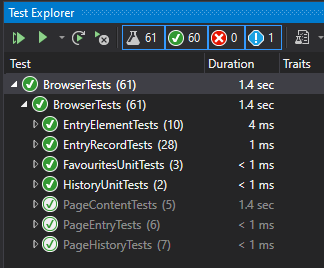 Test Explorer
61 60 0 1
Test Duration Traits
BrowserTests (61) 1.4 sec
BrowserTests (61) 1.4 sec
EntryElementTests (10) 4 ms
EntryRecordTests (28) 1 ms
FavouritesUnitTests (3) < 1 ms
HistoryUnitTests (2) < 1 ms
PageContentTests (5) 1.4 sec
PageEntryTests (6) < 1 ms
PageHistoryTests (7) < 1 ms